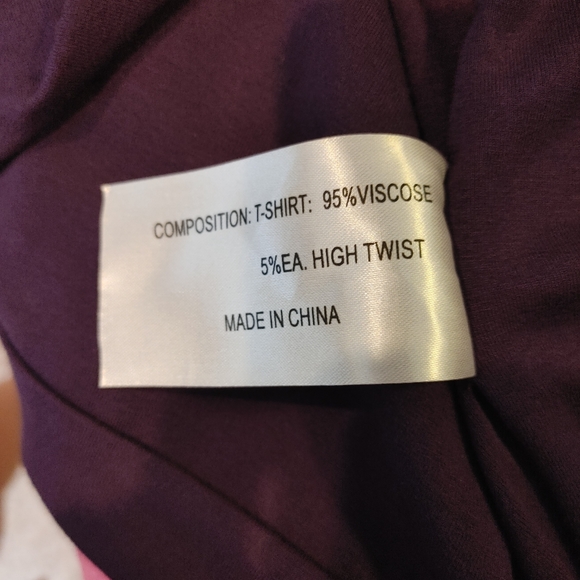 COMPOSITION: T-SHIRT: 95%VISCOSE
5%EA. HIGH TWIST
MADE IN CHINA